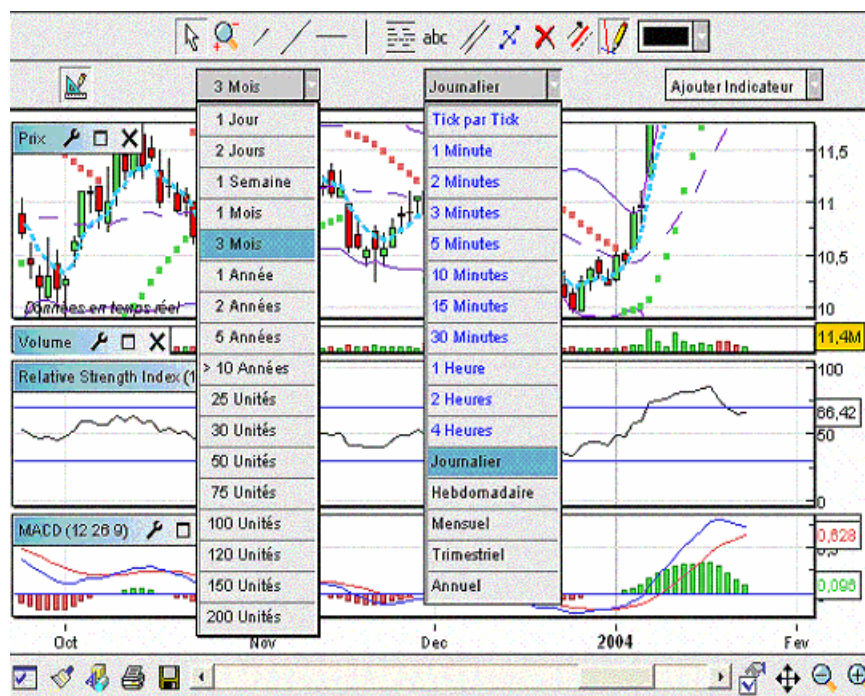 abc
3 Mois
Journalier
Ajouter Indicateur
1 Jour
2 Jours
1 Semaine
1 Mois
3 Mois
1 Année
2 Années
5 Années
> 10 Années
25 Unités
30 Unités
50 Unités
75 Unités
100 Unités
120 Unités
150 Unités
200 Unités
Tick par Tick
1 Minute
2 Minutes
3 Minutes
5 Minutes
10 Minutes
15 Minutes
30 Minutes
1 Heure
2 Heures
4 Heures
Journalier
Hebdomadaire
Mensuel
Trimestriel
Annuel
Prix
Données en temps réel
11,5
11
10,5
10
Volume
11,4M
Relative Strength Index (1
100
66,42
50
0
MACD (12 26 9)
0,628
0,096
Oct
Nov
Dec
2004
Fev